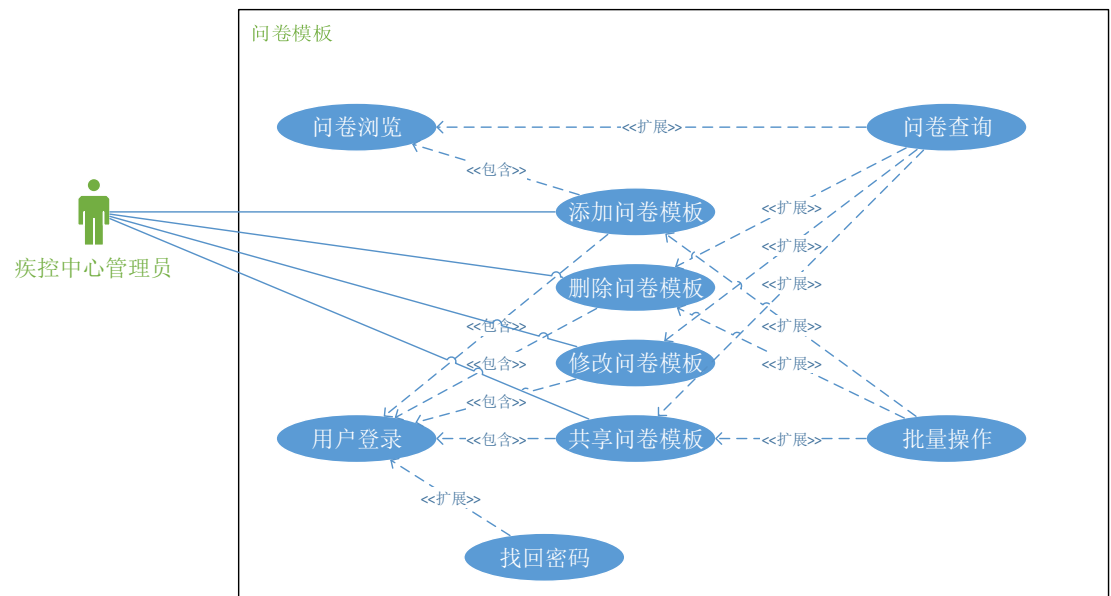 问卷模板
问卷浏览
<<扩展>>
问卷查询
<<包含>>
添加问卷模板
<<扩展>>
<<扩展>>
疾控中心管理员
删除问卷模板
<<扩展>>
<<包含>>
<<扩展>>
<<包含>>
修改问卷模板
<<扩展>>
<<包含>>
用户登录
<<包含>>
共享问卷模板
<<扩展>>
批量操作
<<扩展>>
找回密码